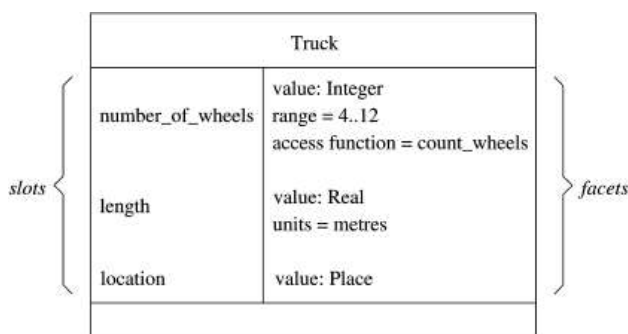 Truck
slots
number_of_wheels
value: Integer
range = 4..12
access function = count_wheels
length
value: Real
units = metres
location
value: Place
facets